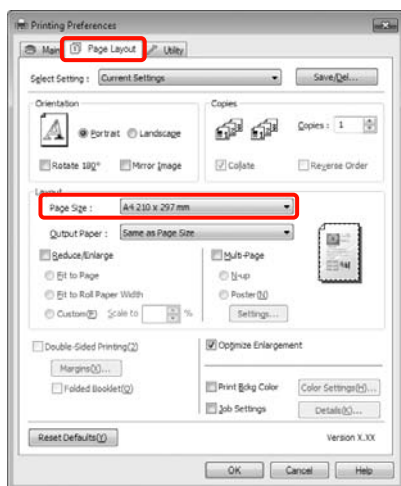 Printing Preferences
Main Page Layout Utility
Select Setting : Current Settings Save/Del...
Orientation Copies
Portrait Landscape Copies : 1
Rotate 180° Mirror Image Collate Reverse Order
Layout
Page Size : A4 210 x 297 mm
Output Paper : Same as Page Size
Reduce/Enlarge Multi-Page
Fit to Page N-up
Fit to Roll Paper Width Poster(N)
Custom(F) Scale to % Settings...
Double-Sided Printing(2) Optimize Enlargement
Margins(X)...
Folded Booklet(Q) Print Bckg Color Color Settings(H)...
Job Settings Details(K)...
Reset Defaults(Y) Version X.XX
OK Cancel Help